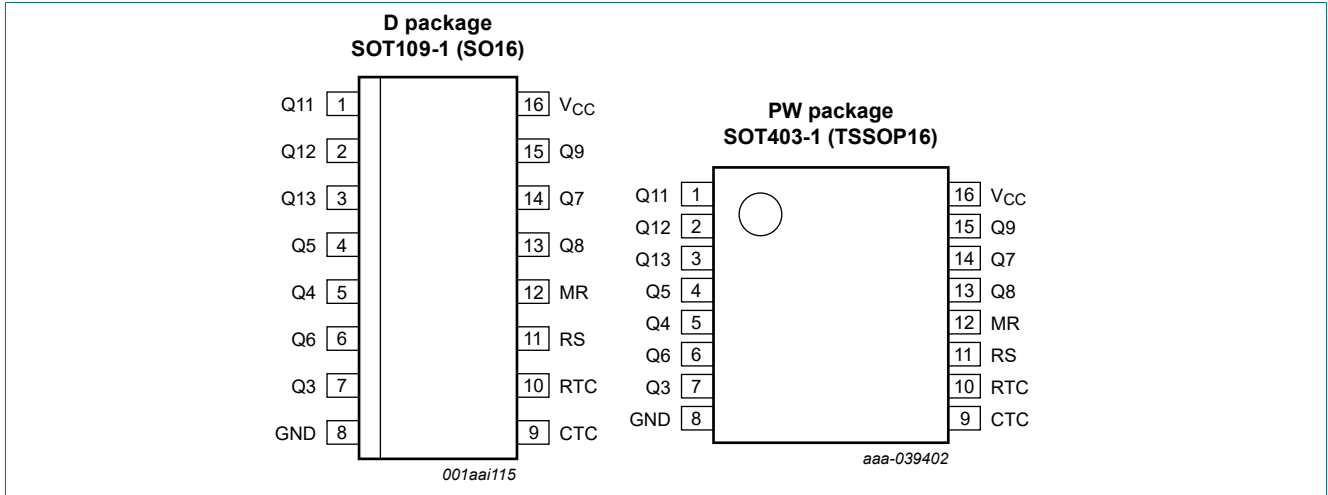 D package
SOT109-1 (SO16)
Q11 1 16 VCC
Q12 2 15 Q9
Q13 3 14 Q7
Q5 4 13 Q8
Q4 5 12 MR
Q6 6 11 RS
Q3 7 10 RTC
GND 8 9 CTC
001aai115
PW package
SOT403-1 (TSSOP16)
Q11 1 16 VCC
Q12 2 15 Q9
Q13 3 14 Q7
Q5 4 13 Q8
Q4 5 12 MR
Q6 6 11 RS
Q3 7 10 RTC
GND 8 9 CTC
aaa-039402